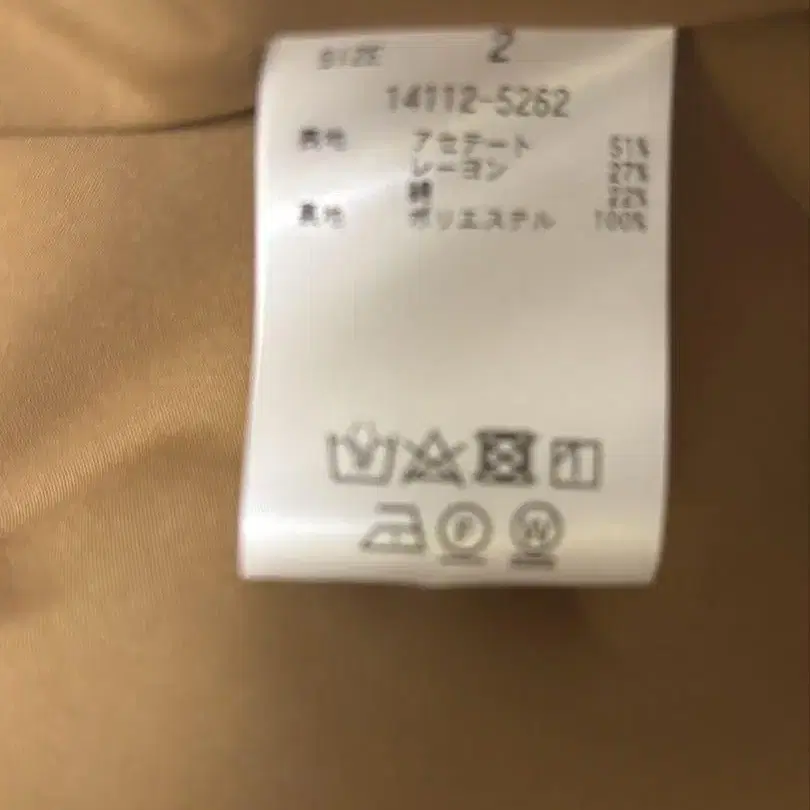 SIZE 2
14112-5262
表地 アセテート 51%
レーヨン 27%
綿 22%
裏地 ポリエステル 100%
F W